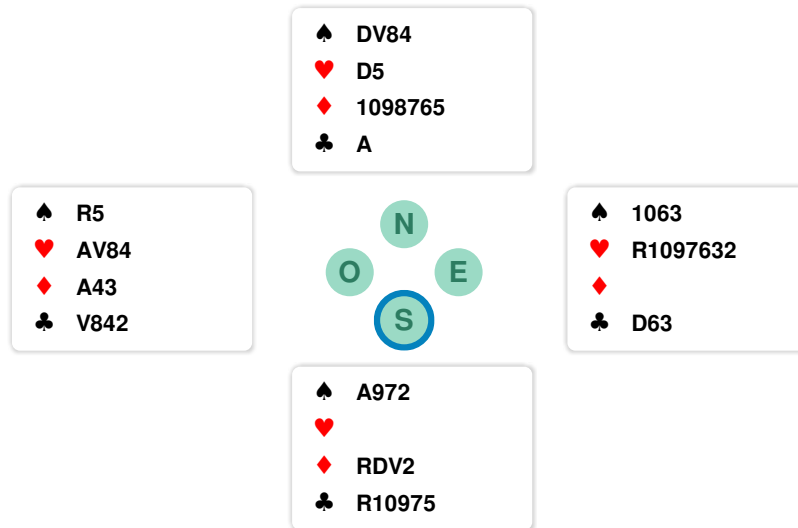 ♠ DV84
♥ D5
♦ 1098765
♣ A
♠ R5
♥ AV84
♦ A43
♣ V842
N
O E
S
♠ 1063
♥ R1097632
♦
♣ D63
♠ A972
♥
♦ RDV2
♣ R10975